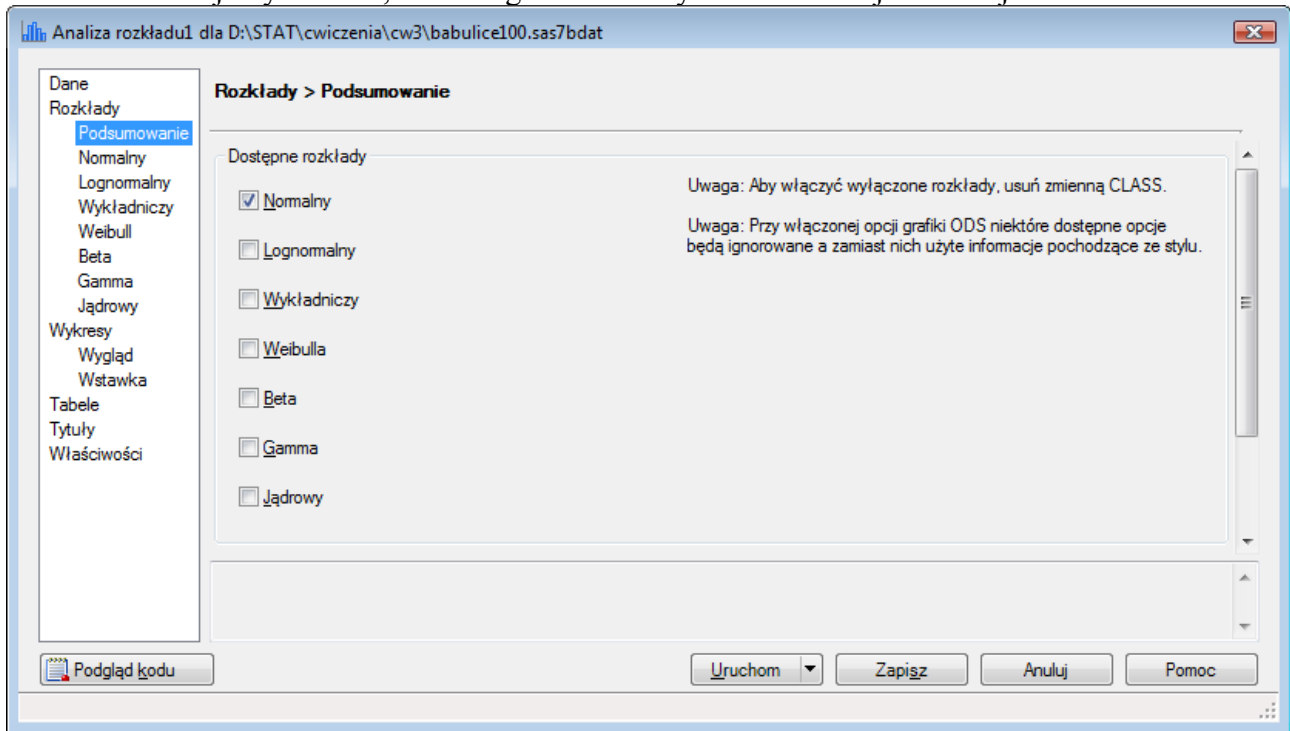 Analiza rozkładu1 dla D:\STAT\cwiczenia\cw3\babulice100.sas7bdat
Dane
Rozkłady
Podsumowanie
Normalny
Lognormalny
Wykładniczy
Weibull
Beta
Gamma
Jądrowy
Wykresy
Wygląd
Wstawka
Tabele
Tytuły
Właściwości
Rozkłady > Podsumowanie
Dostępne rozkłady
Normalny
Lognormalny
Wykładniczy
Weibulla
Beta
Gamma
Jądrowy
Uwaga: Aby włączyć wyłączone rozkłady, usuń zmienną CLASS.
Uwaga: Przy włączonej opcji grafiki ODS niektóre dostępne opcje
będą ignorowane a zamiast nich użyte informacje pochodzące ze stylu.
Podgląd kodu
Uruchom
Zapisz
Anuluj
Pomoc